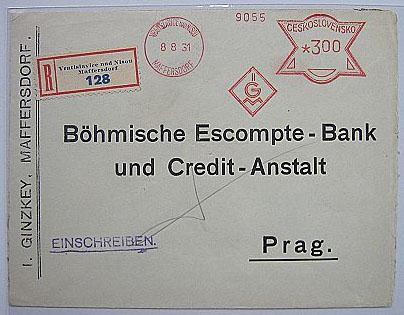 9055
ČESKOSLOVENSKO
*300
8 8 31
MAFFERSDORF
G
R
Vratislavice nad Nisou
Maffersdorf
128
Böhmische Escompte-Bank
und Credit-Anstalt
EINSCHREIBEN.
Prag.
I. GINZKEY, MAFFERSDORF.